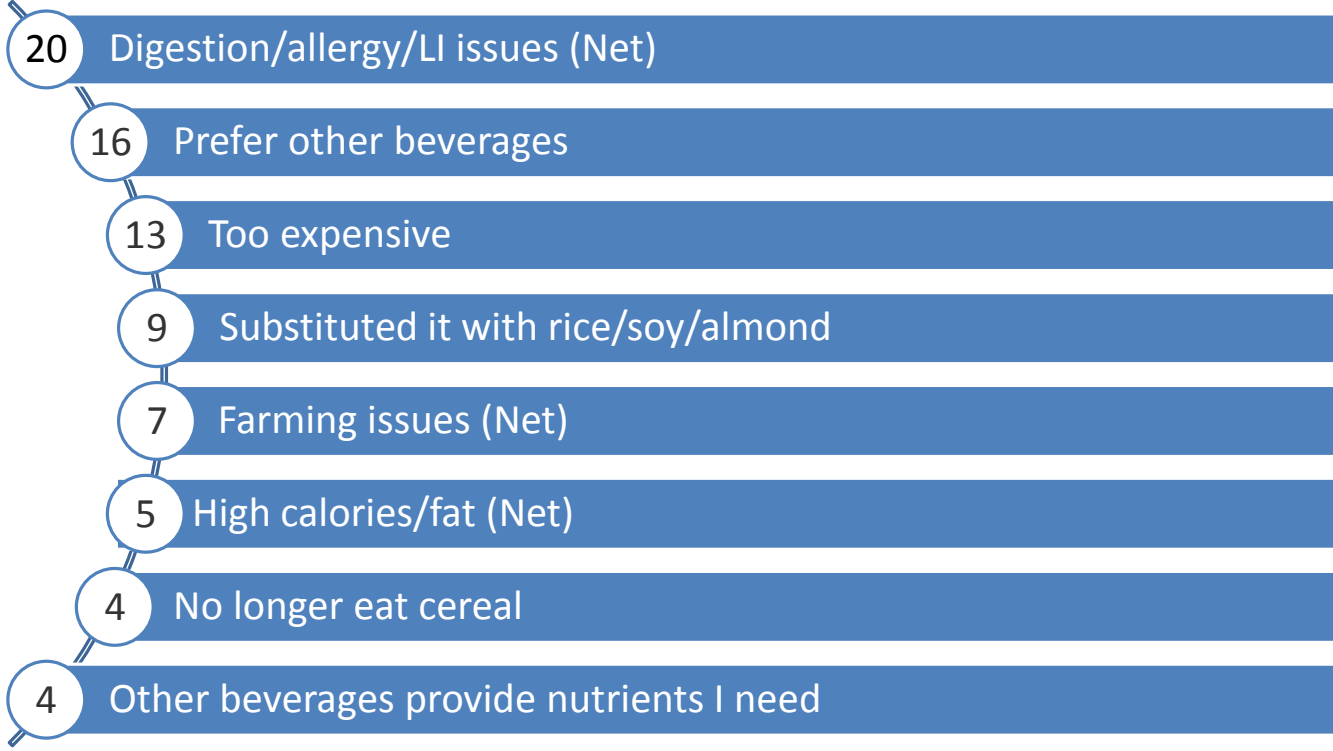 20 Digestion/allergy/LI issues (Net)
16 Prefer other beverages
13 Too expensive
9 Substituted it with rice/soy/almond
7 Farming issues (Net)
5 High calories/fat (Net)
4 No longer eat cereal
4 Other beverages provide nutrients I need